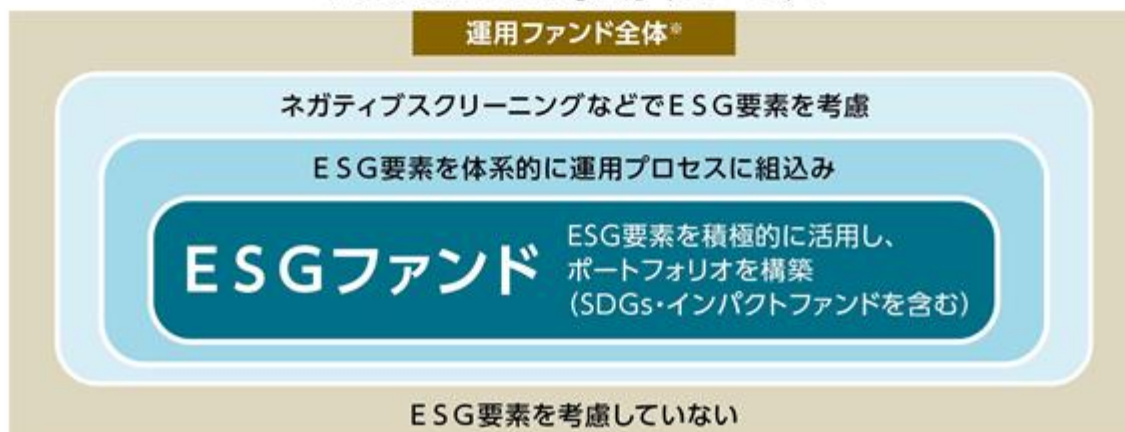 運用ファンド全体※
ネガティブスクリーニングなどでESG要素を考慮
ESG要素を体系的に運用プロセスに組込み
ESGファンド
ESG要素を積極的に活用し、
ポートフォリオを構築
(SDGs・インパクトファンドを含む)
ESG要素を考慮していない